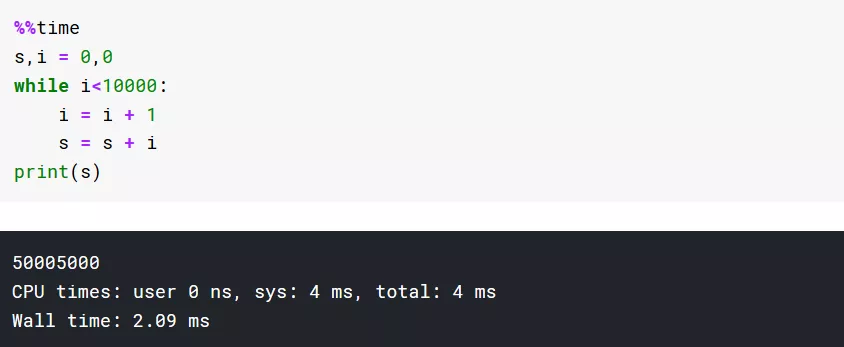 %%time
s,i = 0,0
while i<10000:
    i = i + 1
    s = s + i
print(s)
50005000
CPU times: user 0 ns, sys: 4 ms, total: 4 ms
Wall time: 2.09 ms